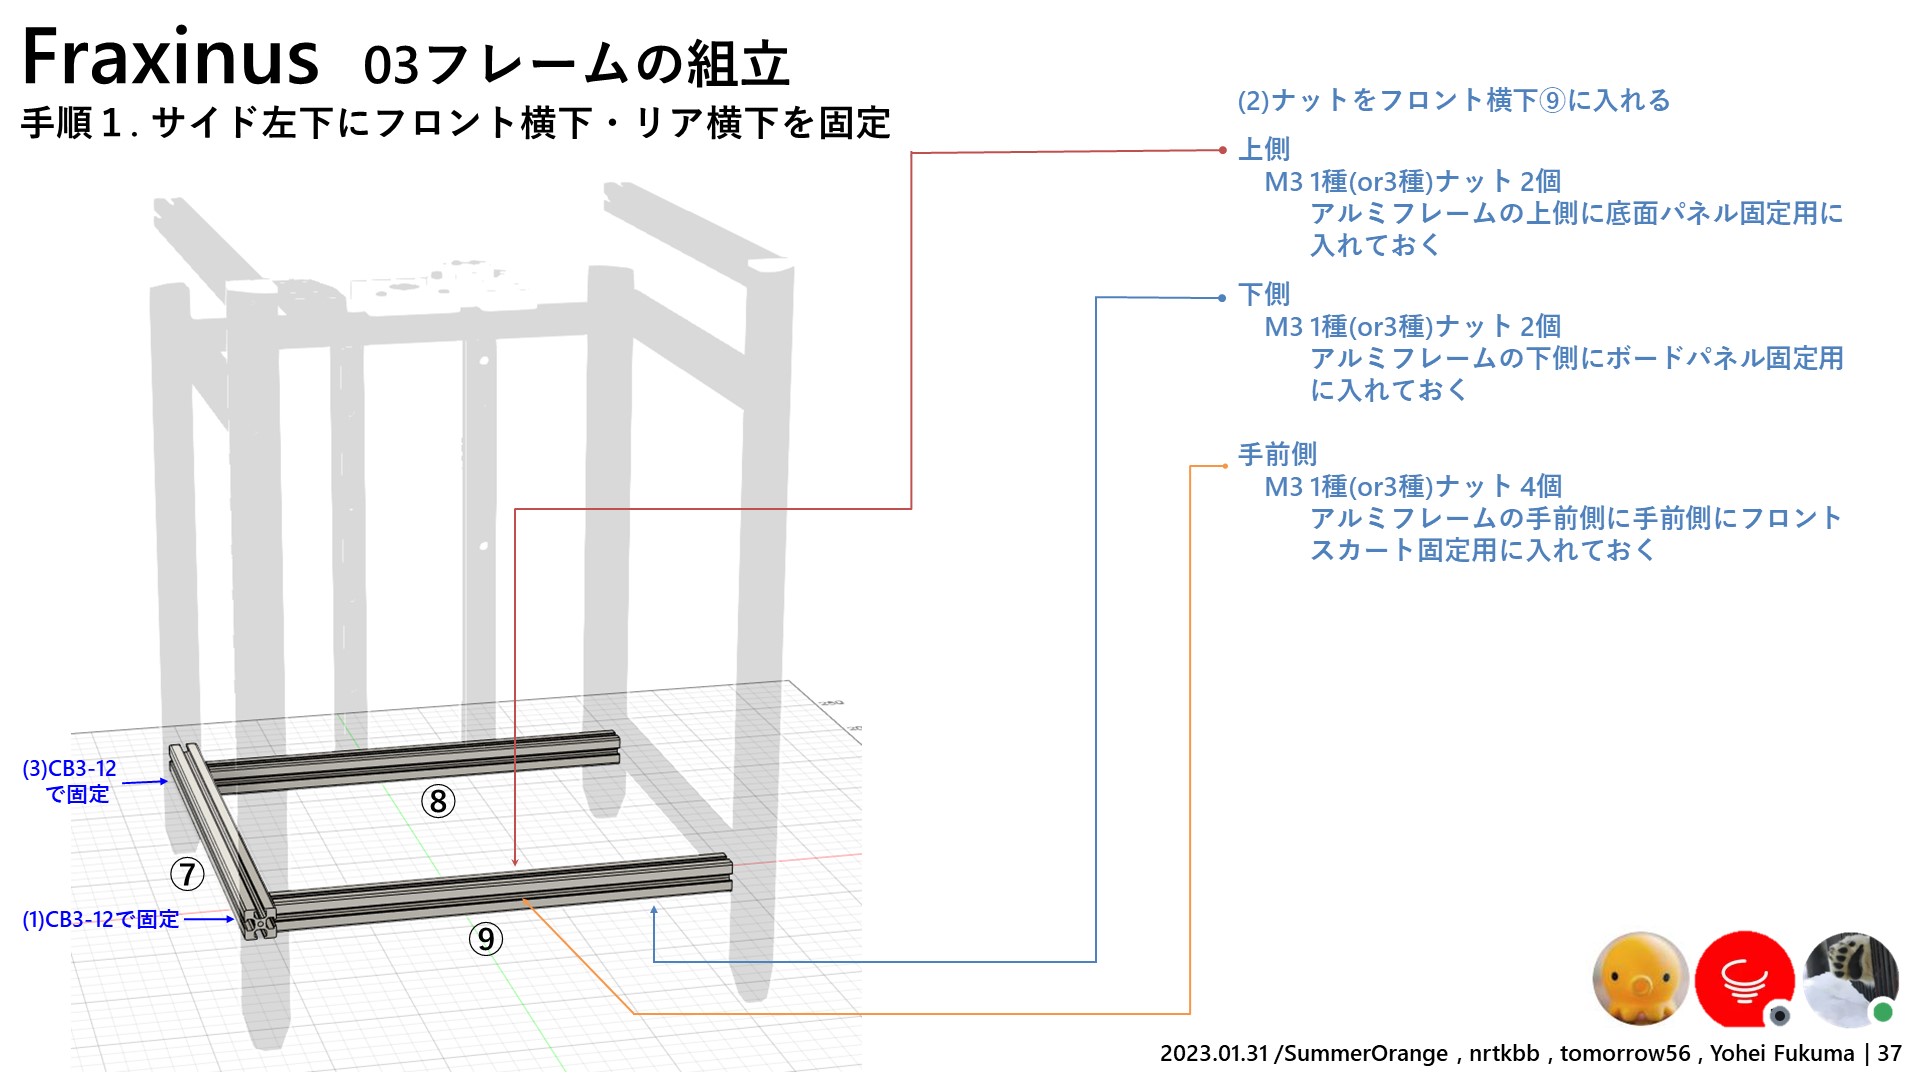 Fraxinus 03フレームの組立
手順１. サイド左下にフロント横下・リア横下を固定
(2)ナットをフロント横下⑨に入れる
上側
M3 1種(or3種)ナット 2個
アルミフレームの上側に底面パネル固定用に
入れておく
下側
M3 1種(or3種)ナット 2個
アルミフレームの下側にボードパネル固定用
に入れておく
手前側
M3 1種(or3種)ナット 4個
アルミフレームの手前側に手前側にフロント
スカート固定用に入れておく
250
(3)CB3-12
で固定
⑧
⑦
(1)CB3-12で固定
⑨
2023.01.31 /SummerOrange , nrtkbb , tomorrow56 , Yohei Fukuma | 37